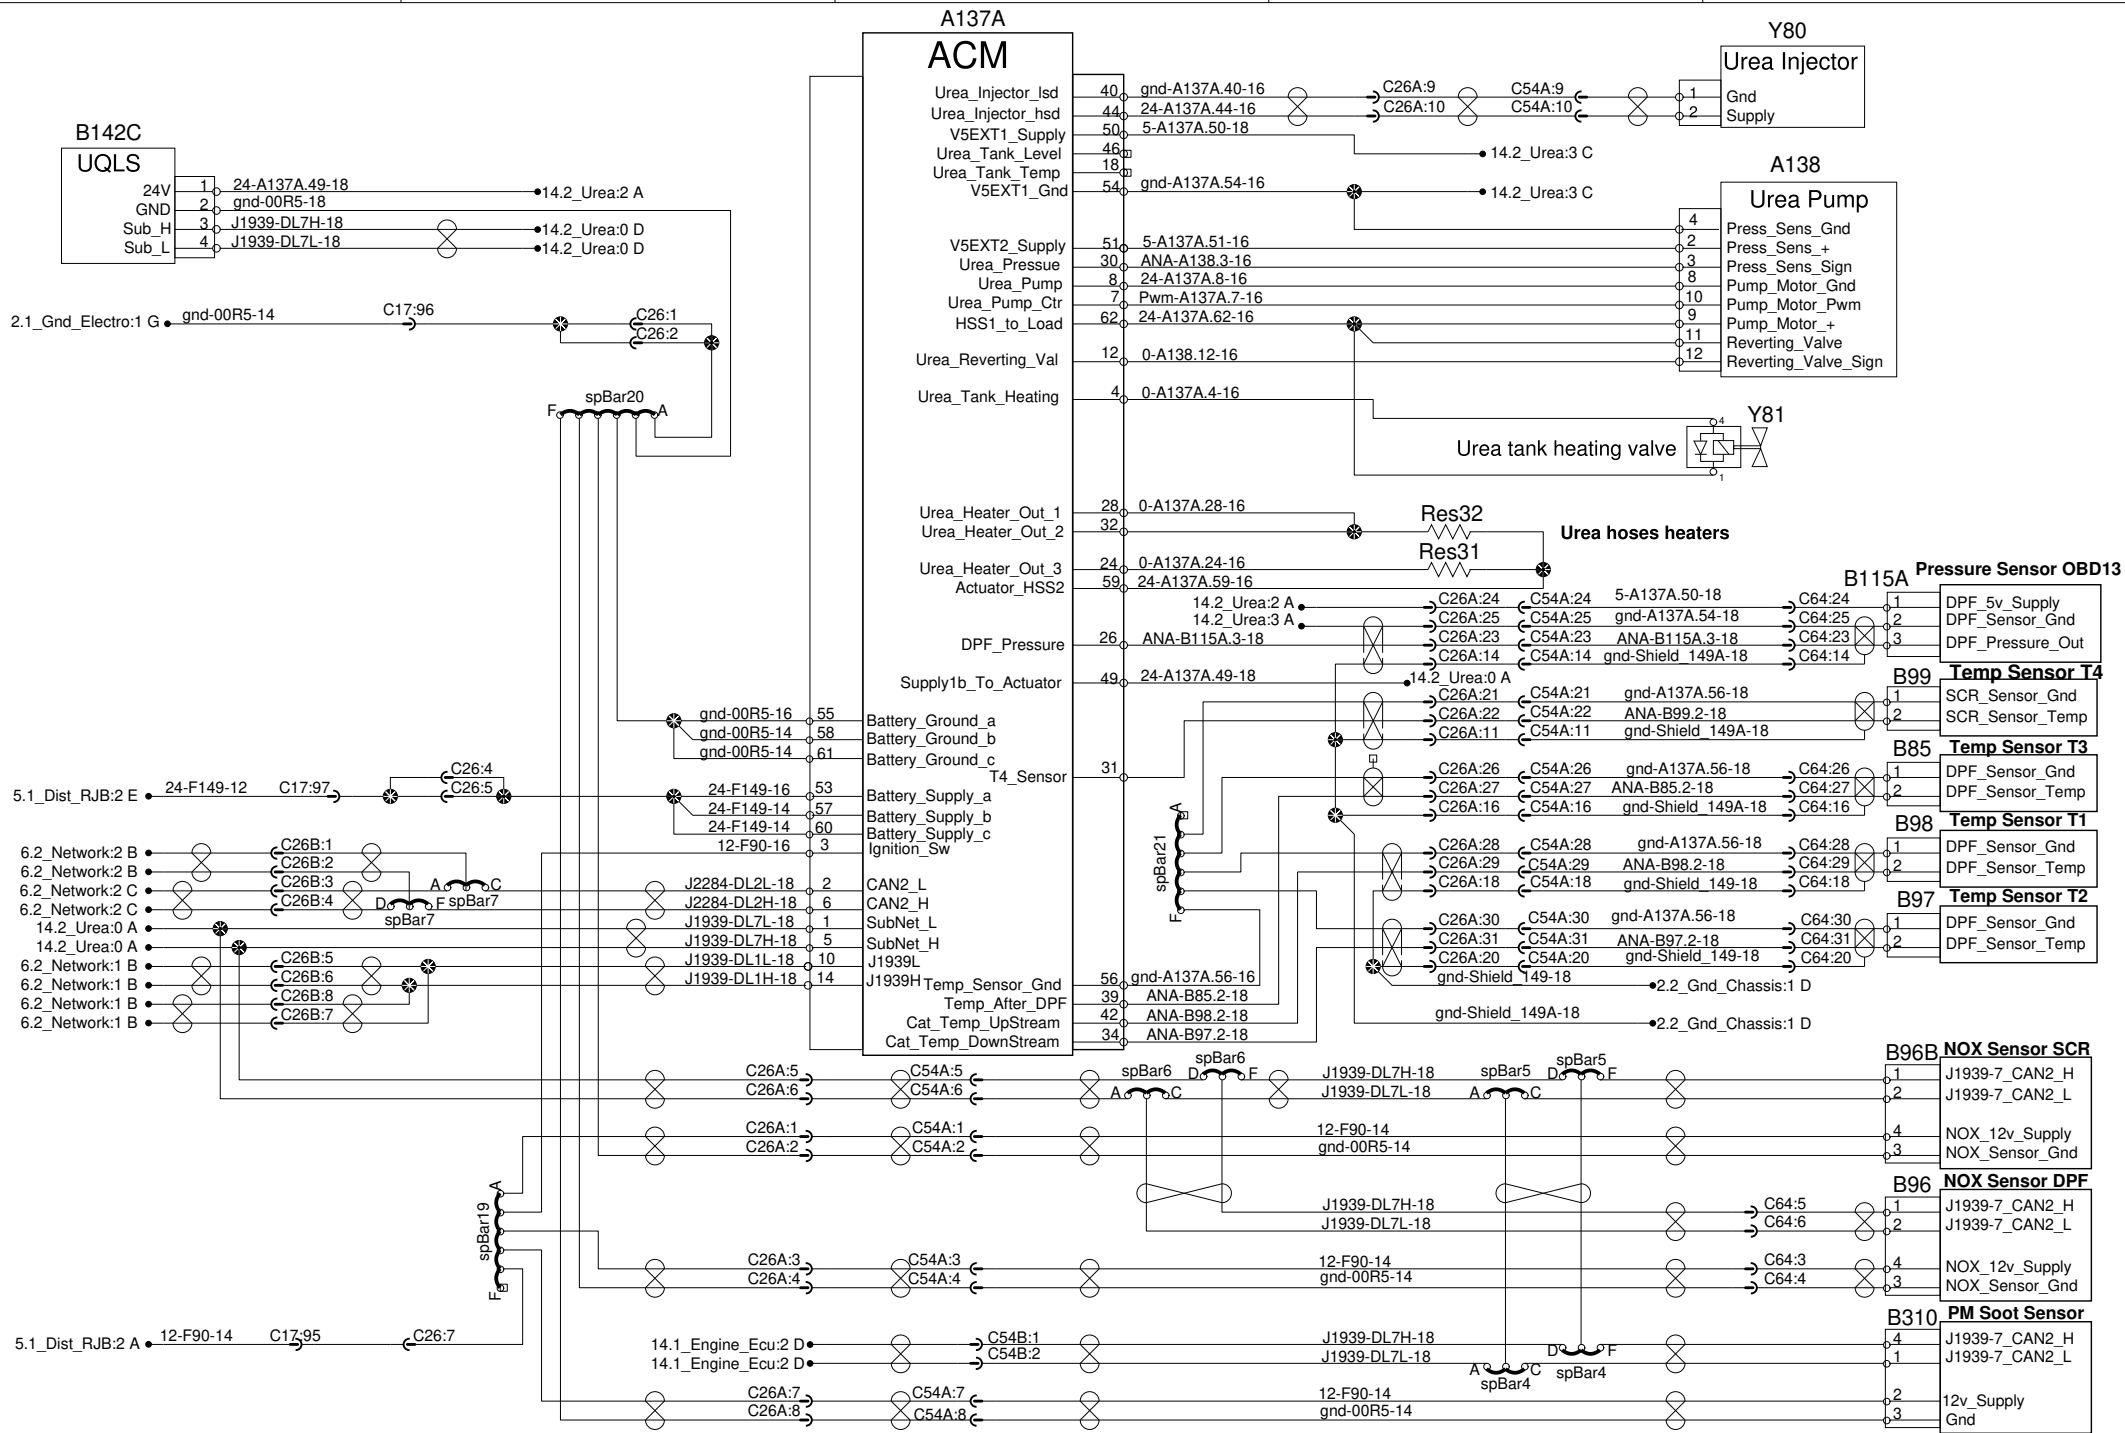 A137A
ACM
Urea_Injector_lsd 40 gnd-A137A.40-16 C26A:9 C54A:9
Urea_Injector_hsd 44 24-A137A.44-16 C26A:10 C54A:10
V5EXT1_Supply 50 5-A137A.50-18
Urea_Tank_Level 46 14.2_Urea:3 C
Urea_Tank_Temp 18
V5EXT1_Gnd 54 gnd-A137A.54-16 14.2_Urea:3 C
V5EXT2_Supply 51 5-A137A.51-16
Urea_Pressue 30 ANA-A138.3-16
Urea_Pump 8 24-A137A.8-16
Urea_Pump_Ctr 7 Pwm-A137A.7-16
HSS1_to_Load 62 24-A137A.62-16
Urea_Reverting_Val 12 0-A138.12-16
Urea_Tank_Heating 4 0-A137A.4-16
Y80
Urea Injector
1 Gnd
2 Supply
A138
Urea Pump
4 Press_Sens_Gnd
2 Press_Sens_+
3 Press_Sens_Sign
8 Pump_Motor_Gnd
10 Pump_Motor_Pwm
9 Pump_Motor_+
11 Reverting_Valve
12 Reverting_Valve_Sign
Y81
4
Urea tank heating valve
1
B142C
UQLS
24V 1 24-A137A.49-18 14.2_Urea:2 A
GND 2 gnd-00R5-18
Sub_H 3 J1939-DL7H-18 14.2_Urea:0 D
Sub_L 4 J1939-DL7L-18 14.2_Urea:0 D
2.1_Gnd_Electro:1 G gnd-00R5-14 C17:96 C26:1
C26:2
F spBar20 A
Urea_Heater_Out_1 28 0-A137A.28-16 Res32
Urea_Heater_Out_2 32 Urea hoses heaters
Res31
Urea_Heater_Out_3 24 0-A137A.24-16
Actuator_HSS2 59 24-A137A.59-16
B115A Pressure Sensor OBD13
14.2_Urea:2 A C26A:24 C54A:24 5-A137A.50-18 C64:24 1 DPF_5v_Supply
14.2_Urea:3 A C26A:25 C54A:25 gnd-A137A.54-18 C64:25 2 DPF_Sensor_Gnd
DPF_Pressure 26 ANA-B115A.3-18 C26A:23 C54A:23 ANA-B115A.3-18 C64:23 3 DPF_Pressure_Out
C26A:14 C54A:14 gnd-Shield_149A-18 C64:14
Supply1b_To_Actuator 49 24-A137A.49-18 14.2_Urea:0 A
B99 Temp Sensor T4
C26A:21 C54A:21 gnd-A137A.56-18 1 SCR_Sensor_Gnd
C26A:22 C54A:22 ANA-B99.2-18 2 SCR_Sensor_Temp
C26A:11 C54A:11 gnd-Shield_149A-18
gnd-00R5-16 55 Battery_Ground_a
gnd-00R5-14 58 Battery_Ground_b
gnd-00R5-14 61 Battery_Ground_c
T4_Sensor 31
B85 Temp Sensor T3
C26A:26 C54A:26 gnd-A137A.56-18 C64:26 1 DPF_Sensor_Gnd
C26A:27 C54A:27 ANA-B85.2-18 C64:27 2 DPF_Sensor_Temp
C26A:16 C54A:16 gnd-Shield_149A-18 C64:16
5.1_Dist_RJB:2 E 24-F149-12 C17:97 C26:4
C26:5
24-F149-16 53 Battery_Supply_a
24-F149-14 57 Battery_Supply_b
24-F149-14 60 Battery_Supply_c
12-F90-16 3 Ignition_Sw
A spBar21 F
B98 Temp Sensor T1
C26A:28 C54A:28 gnd-A137A.56-18 C64:28 1 DPF_Sensor_Gnd
C26A:29 C54A:29 ANA-B98.2-18 C64:29 2 DPF_Sensor_Temp
C26A:18 C54A:18 gnd-Shield_149-18 C64:18
B97 Temp Sensor T2
C26A:30 C54A:30 gnd-A137A.56-18 C64:30 1 DPF_Sensor_Gnd
C26A:31 C54A:31 ANA-B97.2-18 C64:31 2 DPF_Sensor_Temp
C26A:20 C54A:20 gnd-Shield_149-18 C64:20
gnd-Shield_149-18 2.2_Gnd_Chassis:1 D
gnd-Shield_149A-18 2.2_Gnd_Chassis:1 D
6.2_Network:2 B C26B:1
6.2_Network:2 B C26B:2
6.2_Network:2 C C26B:3 A C spBar7
6.2_Network:2 C C26B:4 D F spBar7
14.2_Urea:0 A
14.2_Urea:0 A
6.2_Network:1 B C26B:5
6.2_Network:1 B C26B:6
6.2_Network:1 B C26B:8
6.2_Network:1 B C26B:7
J2284-DL2L-18 2 CAN2_L
J2284-DL2H-18 6 CAN2_H
J1939-DL7L-18 1 SubNet_L
J1939-DL7H-18 5 SubNet_H
J1939-DL1L-18 10 J1939L
J1939-DL1H-18 14 J1939H
Temp_Sensor_Gnd 56 gnd-A137A.56-16
Temp_After_DPF 39 ANA-B85.2-18
Cat_Temp_UpStream 42 ANA-B98.2-18
Cat_Temp_DownStream 34 ANA-B97.2-18
B96B NOX Sensor SCR
C26A:5 C54A:5 spBar6 A C spBar6 D F J1939-DL7H-18 spBar5 A C spBar5 D F 1 J1939-7_CAN2_H
C26A:6 C54A:6 J1939-DL7L-18 2 J1939-7_CAN2_L
C26A:1 C54A:1 12-F90-14 4 NOX_12v_Supply
C26A:2 C54A:2 gnd-00R5-14 3 NOX_Sensor_Gnd
A spBar19 F
B96 NOX Sensor DPF
J1939-DL7H-18 C64:5 1 J1939-7_CAN2_H
J1939-DL7L-18 C64:6 2 J1939-7_CAN2_L
C26A:3 C54A:3 12-F90-14 C64:3 4 NOX_12v_Supply
C26A:4 C54A:4 gnd-00R5-14 C64:4 3 NOX_Sensor_Gnd
B310 PM Soot Sensor
5.1_Dist_RJB:2 A 12-F90-14 C17:95 C26:7
14.1_Engine_Ecu:2 D C54B:1 J1939-DL7H-18 D F spBar4 4 J1939-7_CAN2_H
14.1_Engine_Ecu:2 D C54B:2 J1939-DL7L-18 A C spBar4 1 J1939-7_CAN2_L
C26A:7 C54A:7 12-F90-14 2 12v_Supply
C26A:8 C54A:8 gnd-00R5-14 3 Gnd